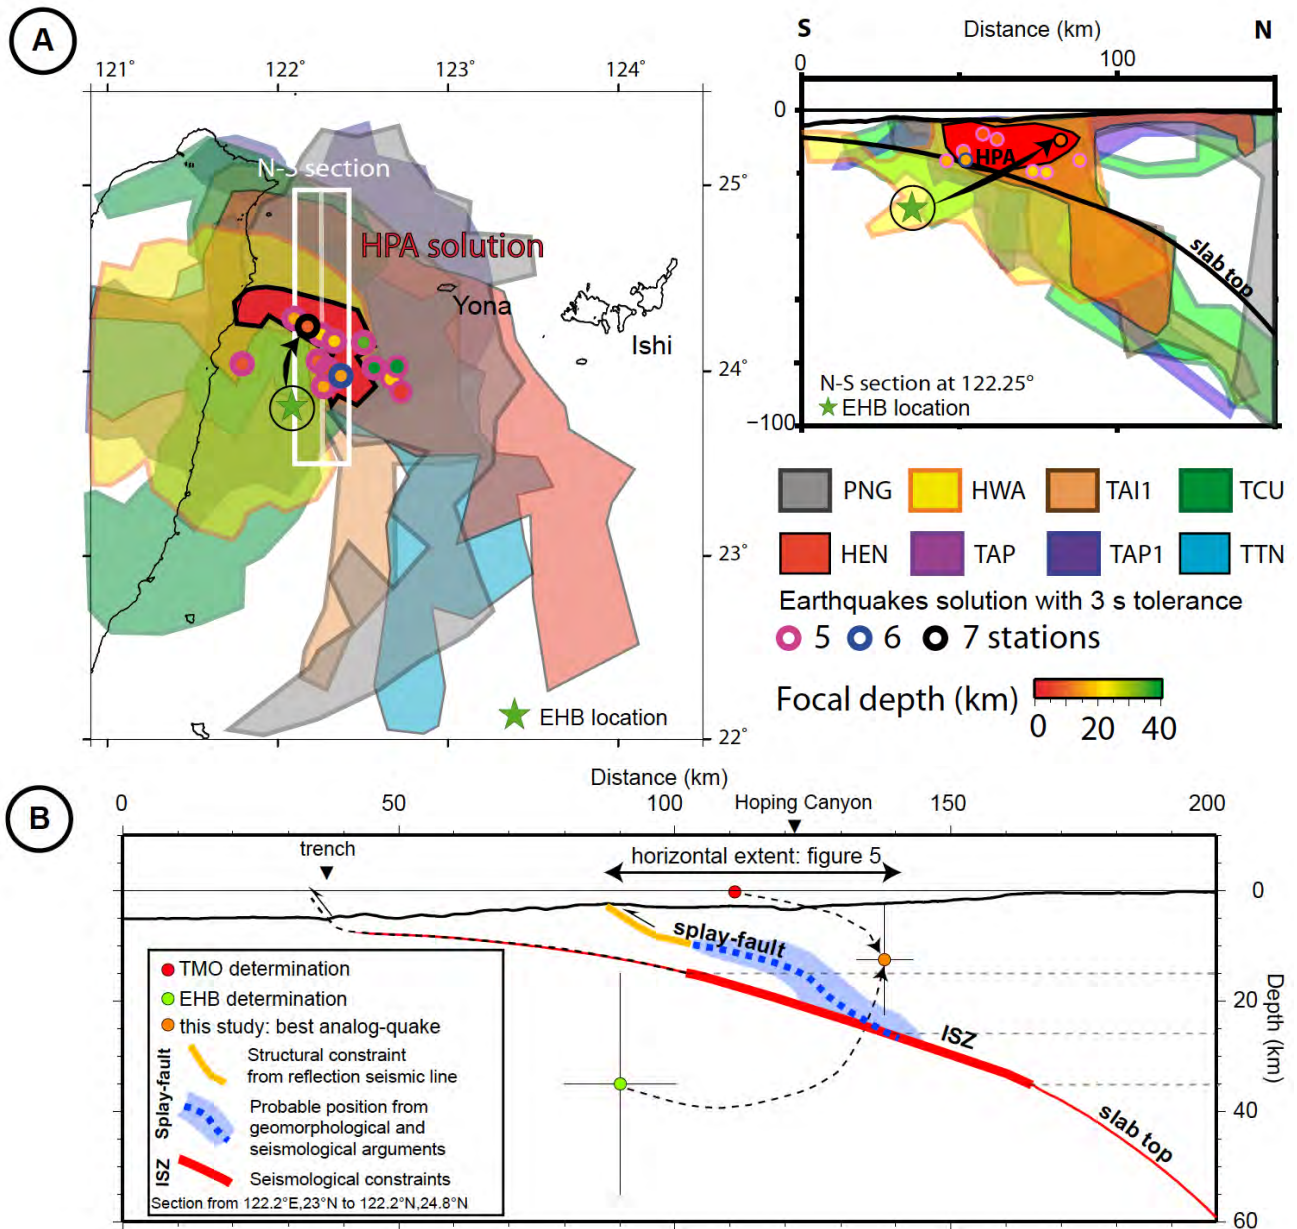 A
121°
122°
123°
124°
N-S section
25°
HPA solution
Yona
Ishi
24°
23°
EHB location
22°
S
Distance (km)
N
0
100
0
HPA
slab top
N-S section at 122.25°
EHB location
−100
PNG
HWA
TAI1
TCU
HEN
TAP
TAP1
TTN
Earthquakes solution with 3 s tolerance
5
6
7 stations
Focal depth (km)
0
20
40
B
Distance (km)
0
50
100
150
200
Hoping Canyon
trench
horizontal extent: figure 5
0
splay-fault
20
ISZ
Depth (km)
40
slab top
60
TMO determination
EHB determination
this study: best analog-quake
Splay-fault
Structural constraint
from reflection seismic line
Probable position from
geomorphological and
seismological arguments
ISZ
Seismological constraints
Section from 122.2°E,23°N to 122.2°N,24.8°N